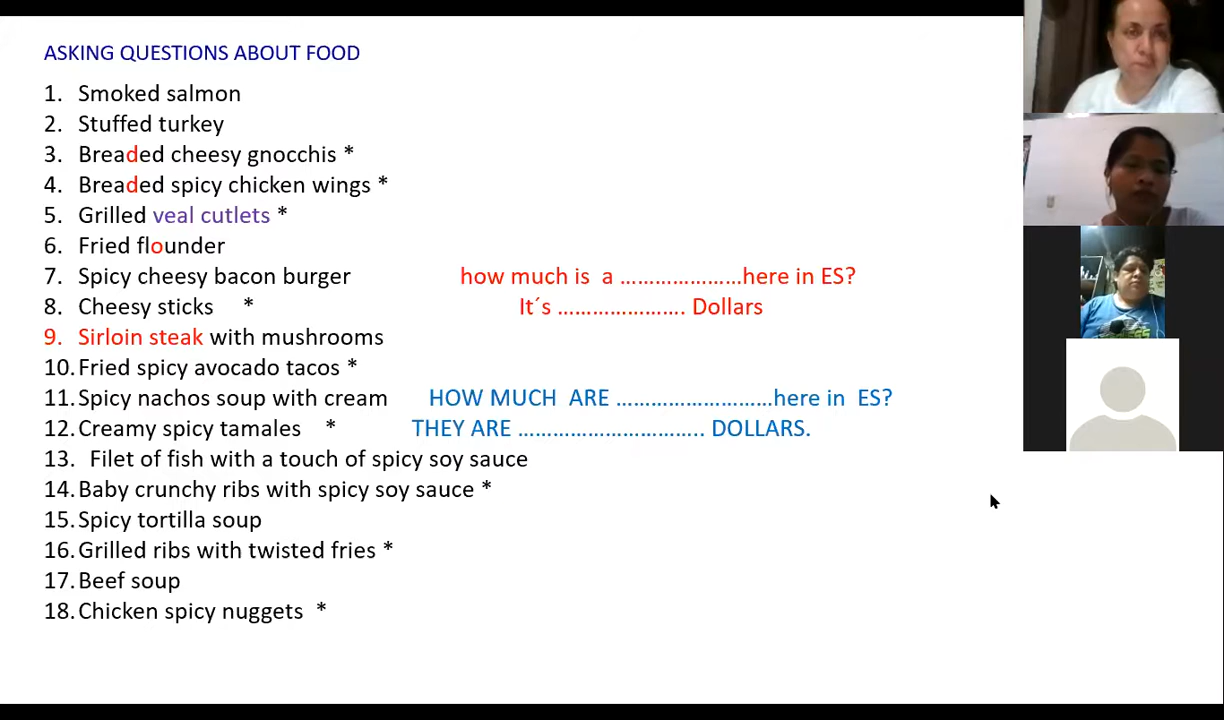 ASKING QUESTIONS ABOUT FOOD
1. Smoked salmon
2. Stuffed turkey
3. Breaded cheesy gnocchis *
4. Breaded spicy chicken wings *
5. Grilled veal cutlets *
6. Fried flounder
7. Spicy cheesy bacon burger how much is a ………………..here in ES?
8. Cheesy sticks * It´s …………………. Dollars
9. Sirloin steak with mushrooms
10. Fried spicy avocado tacos *
11. Spicy nachos soup with cream HOW MUCH ARE ………………………here in ES?
12. Creamy spicy tamales * THEY ARE ………………………….. DOLLARS.
13. Filet of fish with a touch of spicy soy sauce
14. Baby crunchy ribs with spicy soy sauce *
15. Spicy tortilla soup
16. Grilled ribs with twisted fries *
17. Beef soup
18. Chicken spicy nuggets *